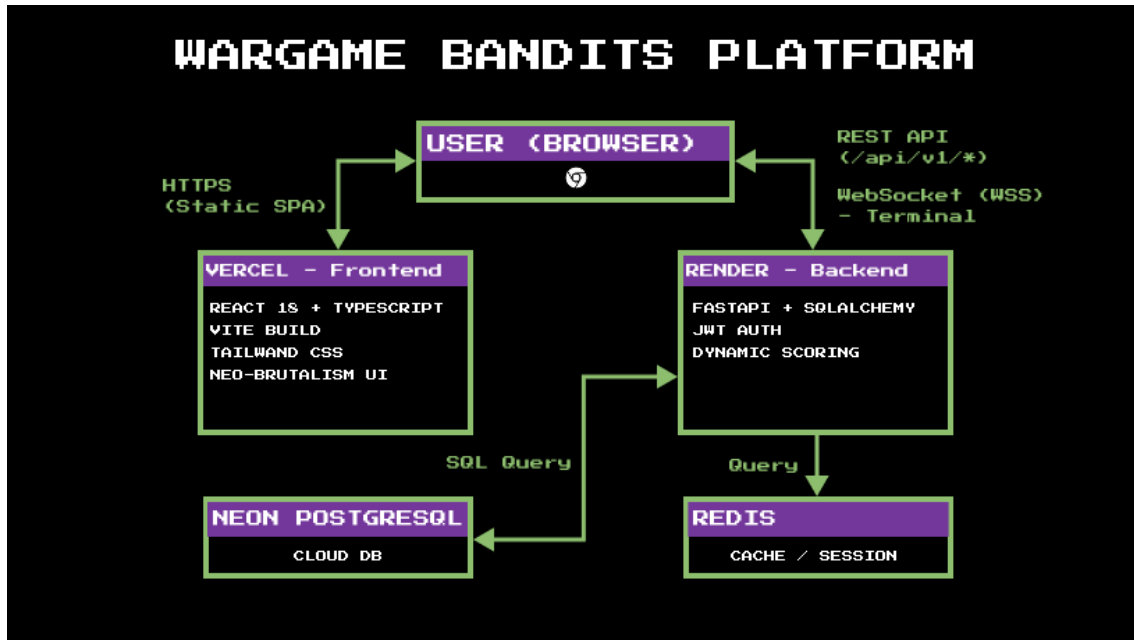 WARGAME BANDITS PLATFORM
USER (BROWSER)
REST API
(/api/v1/*)
WebSocket (WSS)
- Terminal
HTTPS
(Static SPA)
VERCEL - Frontend
REACT 18 + TYPESCRIPT
VITE BUILD
TAILWAND CSS
NEO-BRUTALISM UI
RENDER - Backend
FASTAPI + SQLALCHEMY
JWT AUTH
DYNAMIC SCORING
SQL Query
Query
NEON POSTGRESQL
CLOUD DB
REDIS
CACHE / SESSION